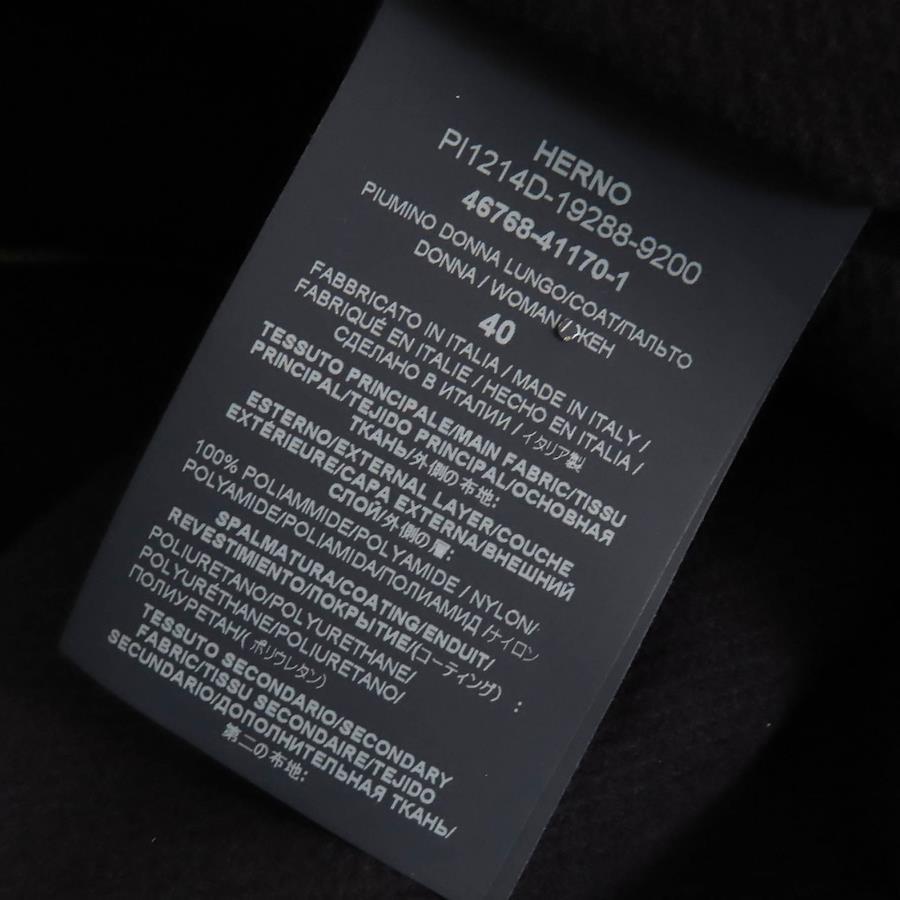 HERNO
PI1214D-19288-9200
46768-41170-1
PIUMINO DONNA LUNGO/COAT/ПАЛЬТО
DONNA / WOMAN / ЖЕН
40
FABBRICATO IN ITALIA / MADE IN ITALY /
FABRIQUÉ EN ITALIE / HECHO EN ITALIA /
СДЕЛАНО В ИТАЛИИ / イタリア製
TESSUTO PRINCIPALE/MAIN FABRIC/TISSU
PRINCIPAL/TEJIDO PRINCIPAL/ОСНОВНАЯ
ТКАНЬ/外側の布地:
ESTERNO/EXTERNAL LAYER/COUCHE
EXTÉRIEURE/CAPA EXTERNA/ВНЕШНИЙ
СЛОЙ/外側の層:
100% POLIAMMIDE/POLYAMIDE / NYLON/
POLYAMIDE/POLIAMIDA/ПОЛИАМИД /ナイロン
SPALMATURA/COATING/ENDUIT/
REVESTIMIENTO/ПОКРЫТИЕ/(コーティング) :
POLIURETANO/POLYURETHANE/
POLYURÉTHANE/POLIURETANO/
ПОЛИУРЕТАН/(ポリウレタン)
TESSUTO SECONDARIO/SECONDARY
FABRIC/TISSU SECONDAIRE/TEJIDO
SECUNDARIO/ДОПОЛНИТЕЛЬНАЯ ТКАНЬ/
第二の布地: